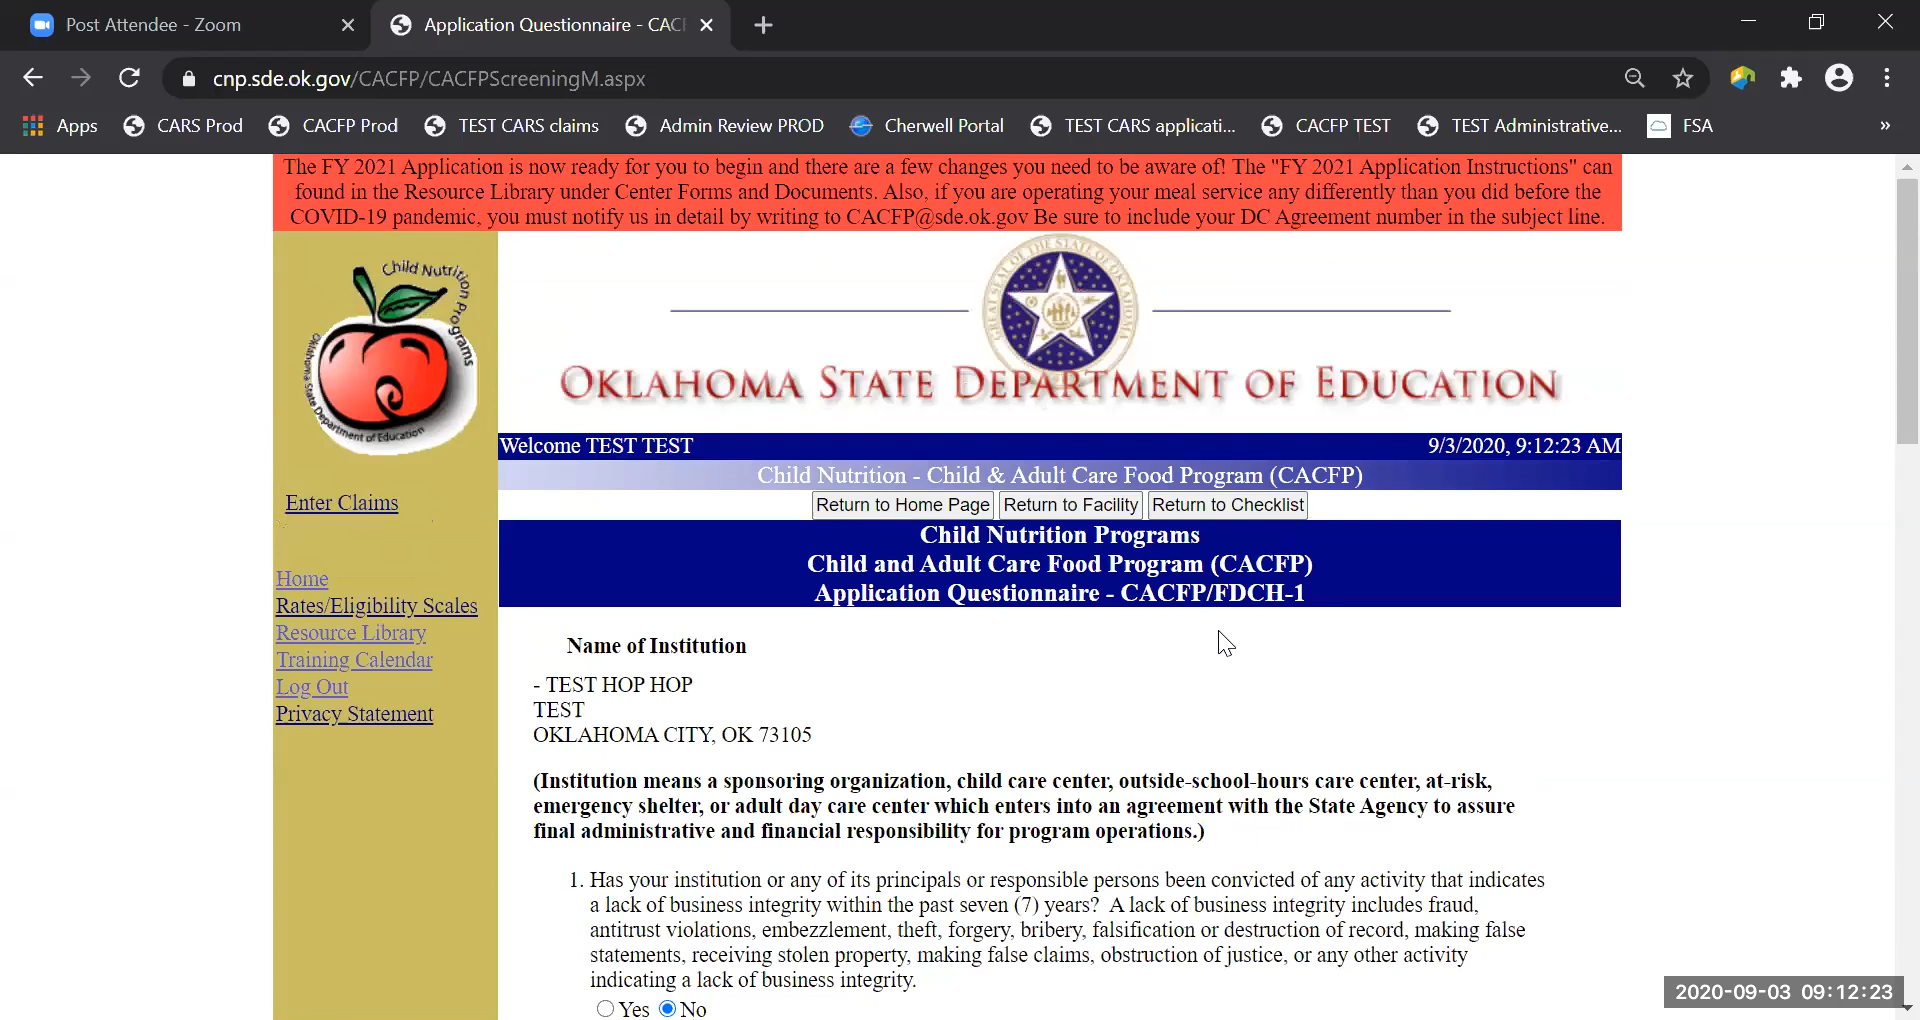 Post Attendee - Zoom
Application Questionnaire - CACF
cnp.sde.ok.gov/CACFP/CACFPScreeningM.aspx
Apps
CARS Prod
CACFP Prod
TEST CARS claims
Admin Review PROD
Cherwell Portal
TEST CARS applicati...
CACFP TEST
TEST Administrative...
FSA
»
The FY 2021 Application is now ready for you to begin and there are a few changes you need to be aware of! The "FY 2021 Application Instructions" can
found in the Resource Library under Center Forms and Documents. Also, if you are operating your meal service any differently than you did before the
COVID-19 pandemic, you must notify us in detail by writing to CACFP@sde.ok.gov Be sure to include your DC Agreement number in the subject line.
Child Nutrition Programs
Oklahoma State Department of Education
GREAT SEAL OF THE STATE OF OKLAHOMA
OKLAHOMA STATE DEPARTMENT OF EDUCATION
Welcome TEST TEST
9/3/2020, 9:12:23 AM
Child Nutrition - Child & Adult Care Food Program (CACFP)
Return to Home Page
Return to Facility
Return to Checklist
Child Nutrition Programs
Child and Adult Care Food Program (CACFP)
Application Questionnaire - CACFP/FDCH-1
Enter Claims
Home
Rates/Eligibility Scales
Resource Library
Training Calendar
Log Out
Privacy Statement
Name of Institution
- TEST HOP HOP
TEST
OKLAHOMA CITY, OK 73105
(Institution means a sponsoring organization, child care center, outside-school-hours care center, at-risk,
emergency shelter, or adult day care center which enters into an agreement with the State Agency to assure
final administrative and financial responsibility for program operations.)
1. Has your institution or any of its principals or responsible persons been convicted of any activity that indicates
a lack of business integrity within the past seven (7) years? A lack of business integrity includes fraud,
antitrust violations, embezzlement, theft, forgery, bribery, falsification or destruction of record, making false
statements, receiving stolen property, making false claims, obstruction of justice, or any other activity
indicating a lack of business integrity.
Yes No
2020-09-03 09:12:23